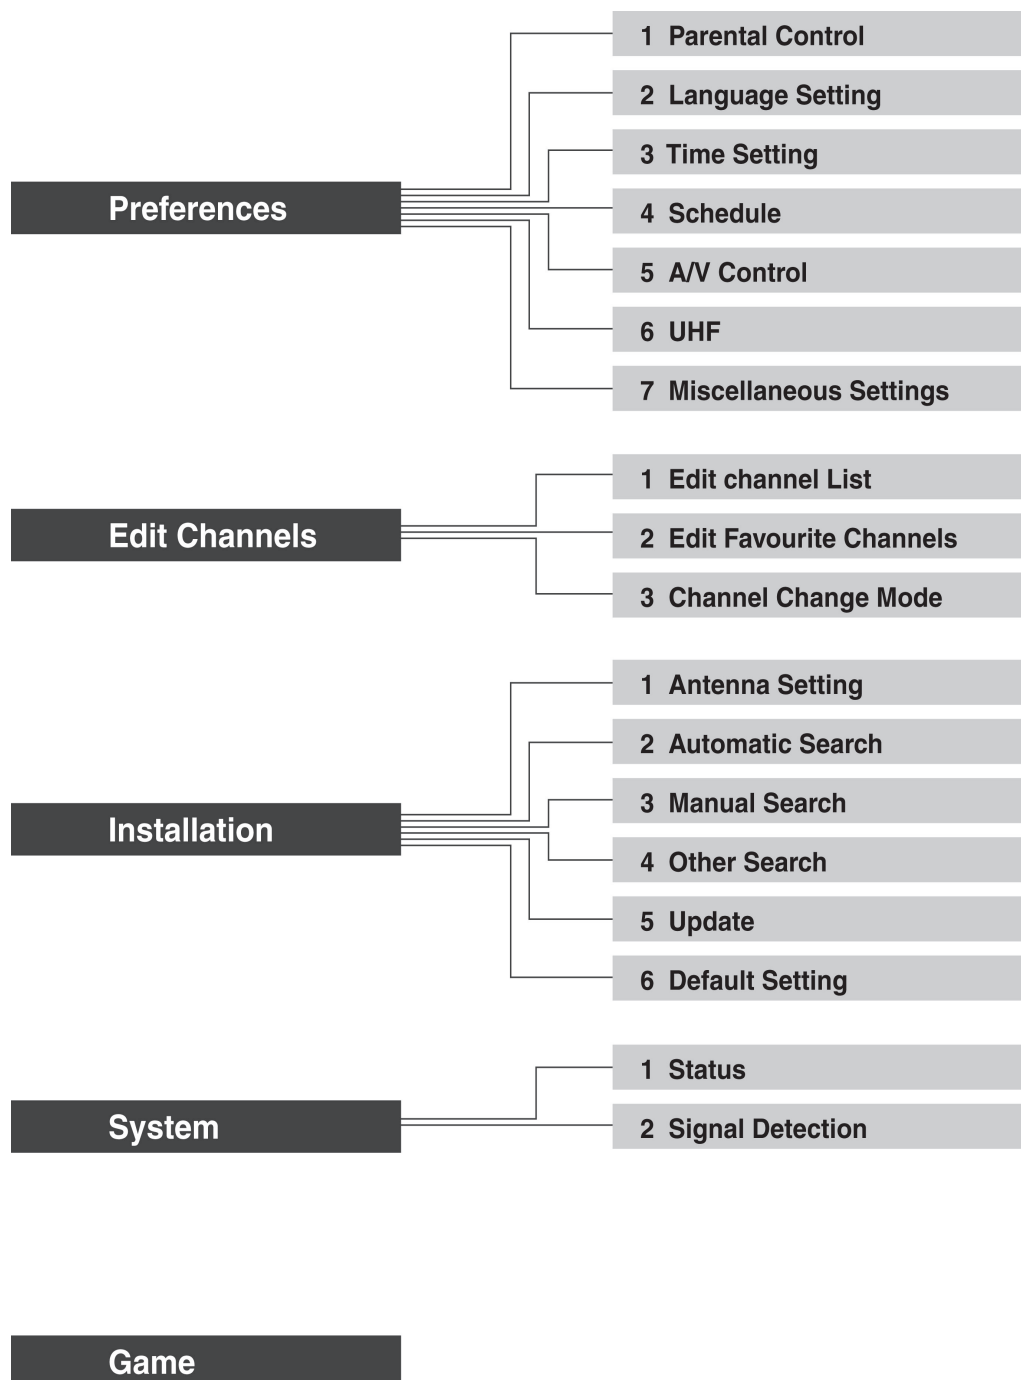 Preferences
1 Parental Control
2 Language Setting
3 Time Setting
4 Schedule
5 A/V Control
6 UHF
7 Miscellaneous Settings
Edit Channels
1 Edit channel List
2 Edit Favourite Channels
3 Channel Change Mode
Installation
1 Antenna Setting
2 Automatic Search
3 Manual Search
4 Other Search
5 Update
6 Default Setting
System
1 Status
2 Signal Detection
Game